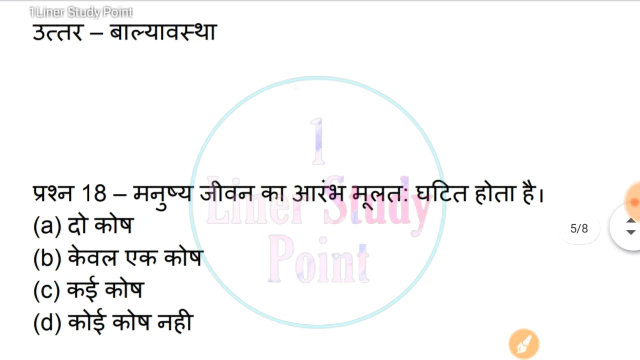 1Liner Study Point
उत्तर – बाल्यावस्था
1
Liner Study
Point
प्रश्न 18 – मनुष्य जीवन का आरंभ मूलत: घटित होता है।
(a) दो कोष
(b) केवल एक कोष
(c) कई कोष
(d) कोई कोष नही
5/8